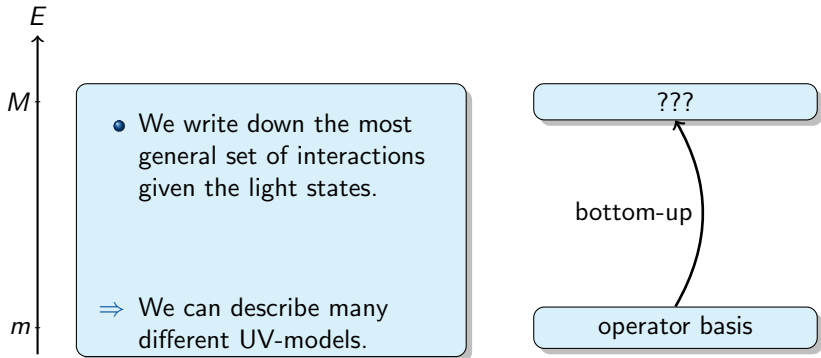 E
M
We write down the most
general set of interactions
given the light states.
⇒ We can describe many
different UV-models.
m
???
bottom-up
operator basis